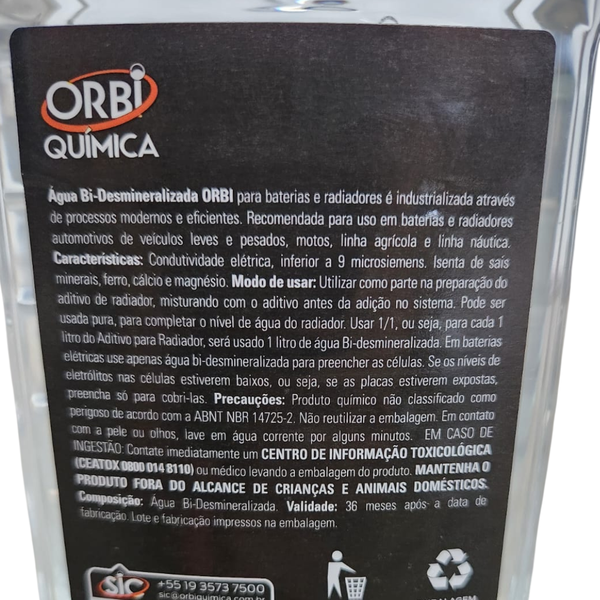 ORBI
QUÍMICA
Água Bi-Desmineralizada ORBI para baterias e radiadores é industrializada através
de processos modernos e eficientes. Recomendada para uso em baterias e radiadores
automotivos de veículos leves e pesados, motos, linha agrícola e linha náutica.
Características: Condutividade elétrica, inferior a 9 microsiemens. Isenta de sais
minerais, ferro, cálcio e magnésio. Modo de usar: Utilizar como parte na preparação do
aditivo de radiador, misturando com o aditivo antes da adição no sistema. Pode ser
usada pura, para completar o nível de água do radiador. Usar 1/1, ou seja, para cada 1
litro do Aditivo para Radiador, será usado 1 litro de água Bi-desmineralizada. Em baterias
elétricas use apenas água bi-desmineralizada para preencher as células. Se os níveis de
eletrólitos nas células estiverem baixos, ou seja, se as placas estiverem expostas,
preencha só para cobri-las. Precauções: Produto químico não classificado como
perigoso de acordo com a ABNT NBR 14725-2. Não reutilizar a embalagem. Em contato
com a pele ou olhos, lave em água corrente por alguns minutos. EM CASO DE
INGESTÃO: Contate imediatamente um CENTRO DE INFORMAÇÃO TOXICOLÓGICA
(CEATOX 0800 014 8110) ou médico levando a embalagem do produto. MANTENHA O
PRODUTO FORA DO ALCANCE DE CRIANÇAS E ANIMAIS DOMÉSTICOS.
Composição: Água Bi-Desmineralizada. Validade: 36 meses após a data de
fabricação. Lote e fabricação impressos na embalagem.
sic +55 19 3573 7500
sic@orbiquimica.com.br